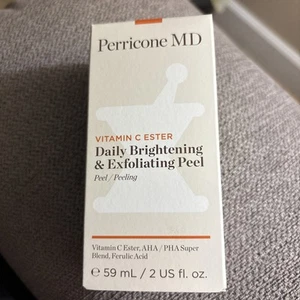 Perricone MD
VITAMIN C ESTER
Daily Brightening
& Exfoliating Peel
Peel / Peeling
Vitamin C Ester, AHA / PHA Super
Blend, Ferulic Acid
℮ 59 mL / 2 US fl. oz.